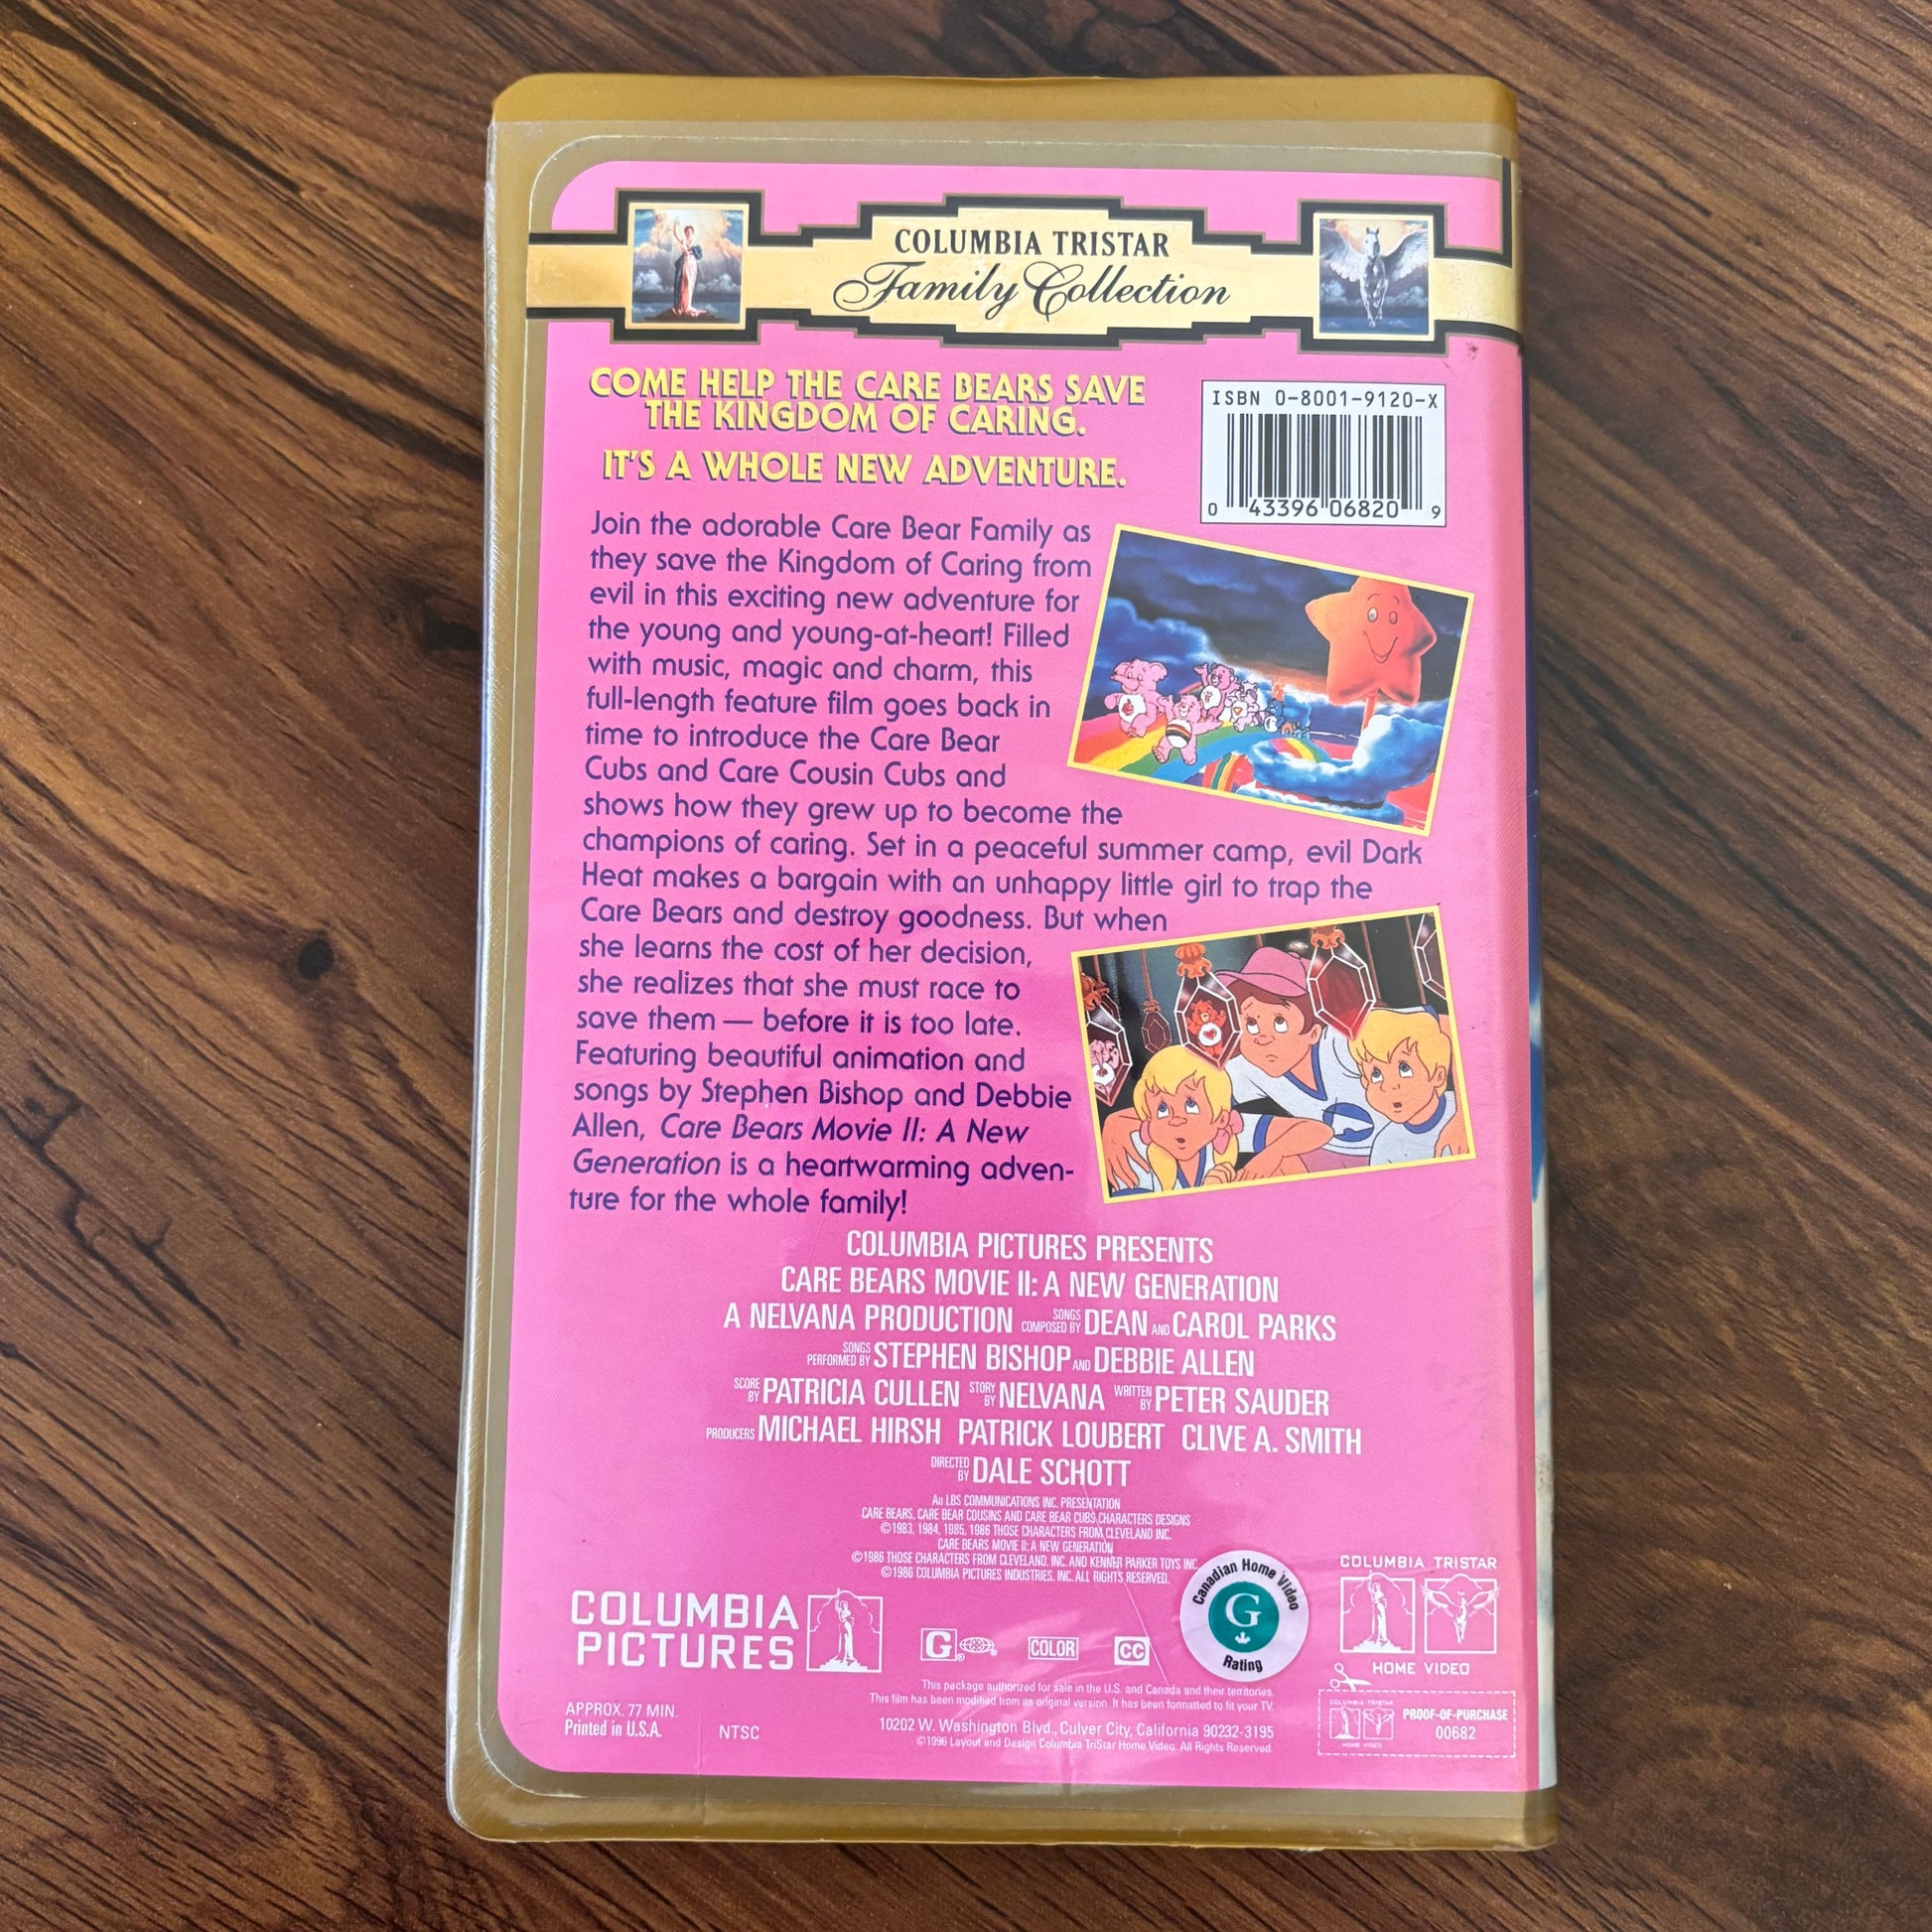 COLUMBIA TRISTAR
Family Collection
COME HELP THE CARE BEARS SAVE
THE KINGDOM OF CARING.
IT'S A WHOLE NEW ADVENTURE.
ISBN 0-8001-9120-X
0 43396 06820 9
Join the adorable Care Bear Family as
they save the Kingdom of Caring from
evil in this exciting new adventure for
the young and young-at-heart! Filled
with music, magic and charm, this
full-length feature film goes back in
time to introduce the Care Bear
Cubs and Care Cousin Cubs and
shows how they grew up to become the
champions of caring. Set in a peaceful summer camp, evil Dark
Heat makes a bargain with an unhappy little girl to trap the
Care Bears and destroy goodness. But when
she learns the cost of her decision,
she realizes that she must race to
save them — before it is too late.
Featuring beautiful animation and
songs by Stephen Bishop and Debbie
Allen, Care Bears Movie II: A New
Generation is a heartwarming adven-
ture for the whole family!
COLUMBIA PICTURES PRESENTS
CARE BEARS MOVIE II: A NEW GENERATION
A NELVANA PRODUCTION SONGS COMPOSED BY DEAN AND CAROL PARKS
SONGS PERFORMED BY STEPHEN BISHOP AND DEBBIE ALLEN
SCORE BY PATRICIA CULLEN STORY BY NELVANA WRITTEN BY PETER SAUDER
PRODUCERS MICHAEL HIRSH PATRICK LOUBERT CLIVE A. SMITH
DIRECTED BY DALE SCHOTT
An LBS COMMUNICATIONS INC. PRESENTATION
CARE BEARS, CARE BEAR COUSINS AND CARE BEAR CUBS CHARACTERS DESIGNS
©1983, 1984, 1985, 1986 THOSE CHARACTERS FROM CLEVELAND INC.
CARE BEARS MOVIE II: A NEW GENERATION
©1986 THOSE CHARACTERS FROM CLEVELAND, INC. AND KENNER PARKER TOYS INC.
©1986 COLUMBIA PICTURES INDUSTRIES, INC. ALL RIGHTS RESERVED.
COLUMBIA
PICTURES
G
COLOR
CC
Canadian Home Video
G
Rating
COLUMBIA TRISTAR
HOME VIDEO
This package authorized for sale in the U.S. and Canada and their territories.
This film has been modified from its original version. It has been formatted to fit your TV.
APPROX. 77 MIN.
Printed in U.S.A.
NTSC
10202 W. Washington Blvd., Culver City, California 90232-3195
©1996 Layout and Design Columbia TriStar Home Video. All Rights Reserved.
COLUMBIA TRISTAR
HOME VIDEO
PROOF-OF-PURCHASE
00682